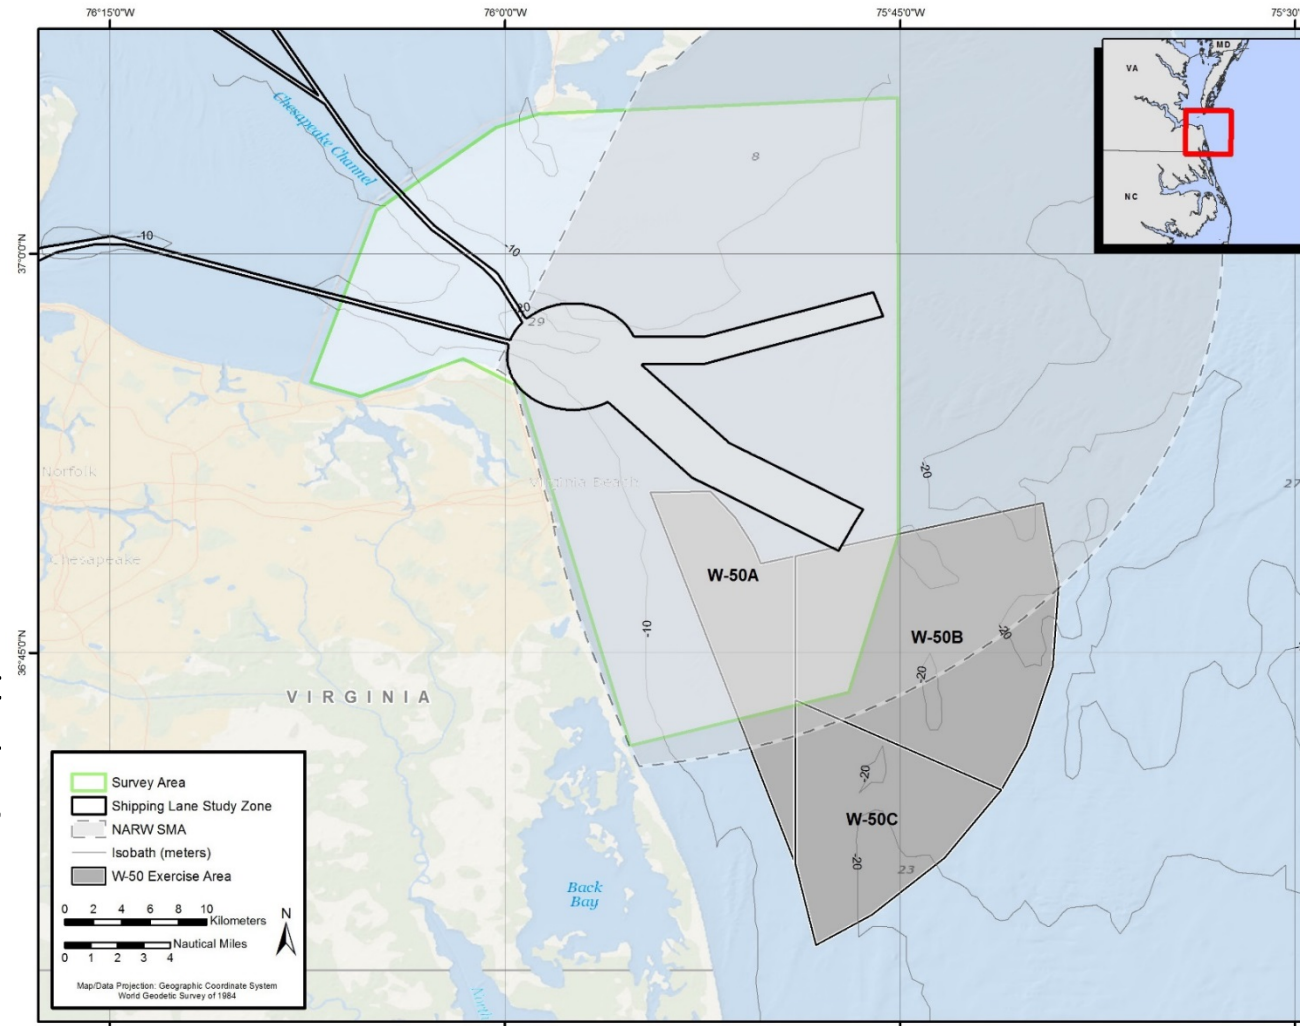 76°15'0"W
76°0'0"W
75°45'0"W
75°30'
MD
VA
NC
Chesapeake Channel
8
-10
37°0'0"N
-10
-20
29
Norfolk
Virginia Beach
-20
27
Chesapeake
W-50A
-10
W-50B
-20
36°45'0"N
-20
VIRGINIA
-20
W-50C
-20
23
Back
Bay
North
Survey Area
Shipping Lane Study Zone
NARW SMA
Isobath (meters)
W-50 Exercise Area
0 2 4 6 8 10
Kilometers
N
Nautical Miles
0 1 2 3 4
Map/Data Projection: Geographic Coordinate System
World Geodetic Survey of 1984